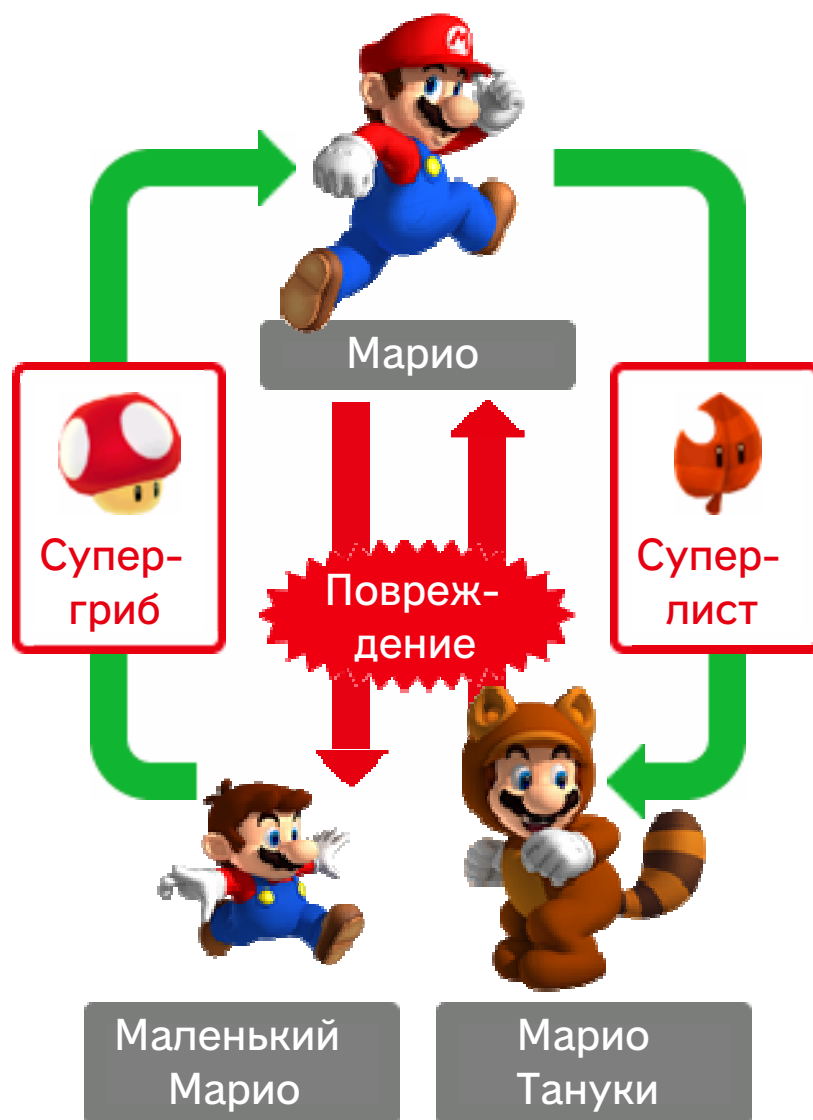 Марио
Супер-
гриб
Супер-
лист
Повреж-
дение
Маленький
Марио
Марио
Тануки